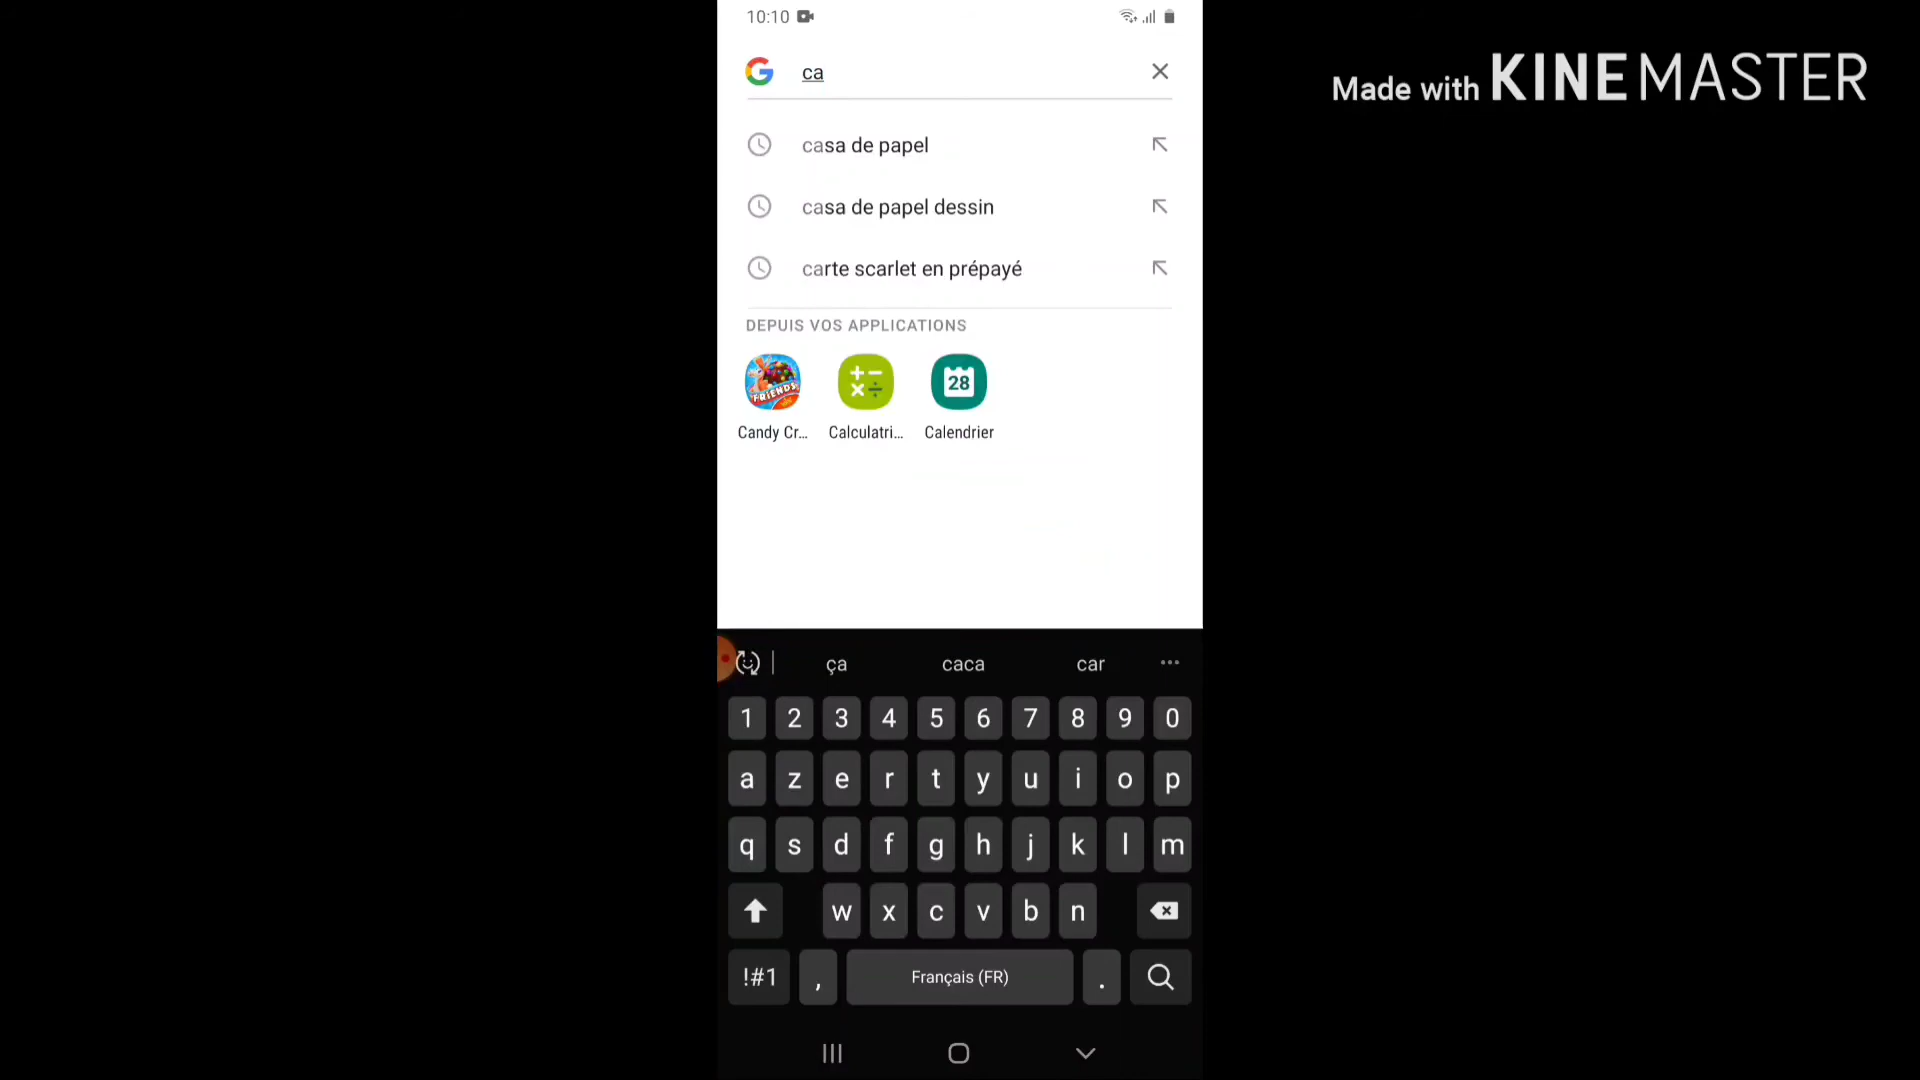 10:10
Made with KINEMASTER
ca
casa de papel
casa de papel dessin
carte scarlet en prépayé
DEPUIS VOS APPLICATIONS
FRIENDS
28
Candy Cr... Calculatri... Calendrier
ça caca car
1 2 3 4 5 6 7 8 9 0
a z e r t y u i o p
q s d f g h j k l m
w x c v b n
!#1 , Français (FR) .